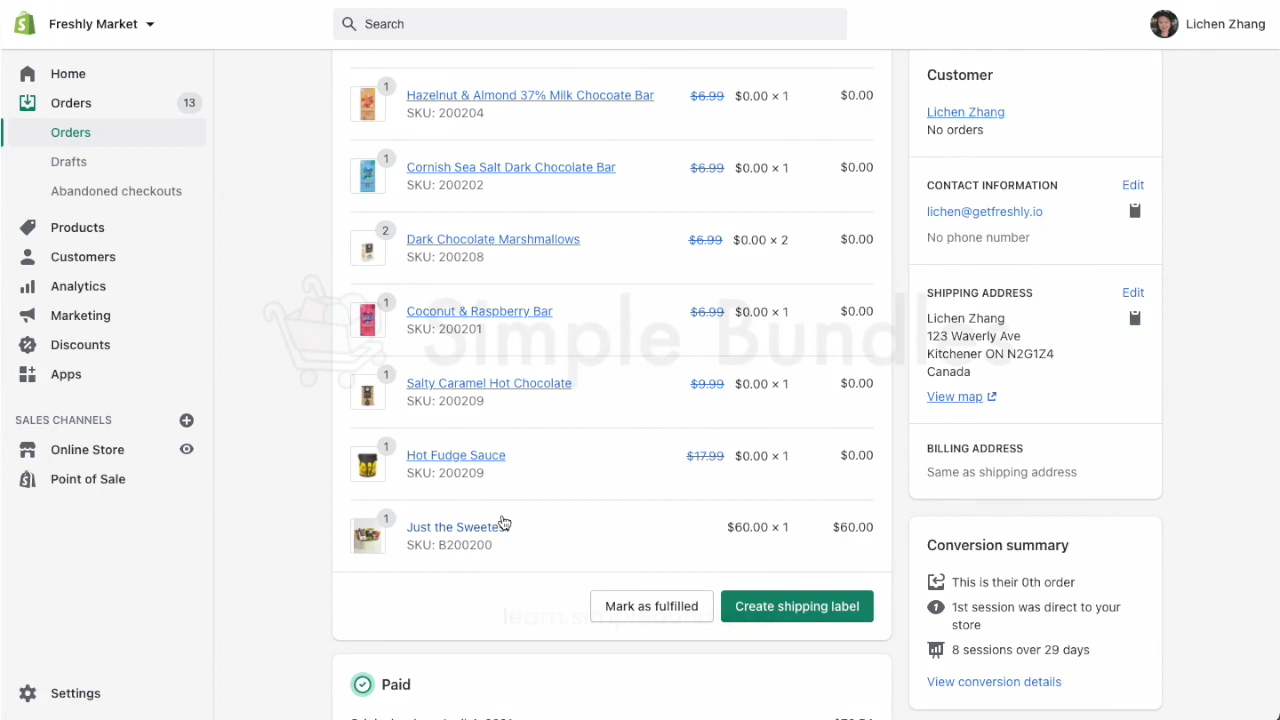 Freshly Market
Search
Lichen Zhang
Home
Orders 13
Orders
Drafts
Abandoned checkouts
Products
Customers
Analytics
Marketing
Discounts
Apps
SALES CHANNELS
Online Store
Point of Sale
Settings
1 Hazelnut & Almond 37% Milk Chocoate Bar $6.99 $0.00 × 1 $0.00
SKU: 200204
1 Cornish Sea Salt Dark Chocolate Bar $6.99 $0.00 × 1 $0.00
SKU: 200202
2 Dark Chocolate Marshmallows $6.99 $0.00 × 2 $0.00
SKU: 200208
1 Coconut & Raspberry Bar $6.99 $0.00 × 1 $0.00
SKU: 200201
Simple Bundles
1 Salty Caramel Hot Chocolate $9.99 $0.00 × 1 $0.00
SKU: 200209
1 Hot Fudge Sauce $17.99 $0.00 × 1 $0.00
SKU: 200209
1 Just the Sweetes $60.00 × 1 $60.00
SKU: B200200
Mark as fulfilled
Create shipping label
Paid
Customer
Lichen Zhang
No orders
CONTACT INFORMATION Edit
lichen@getfreshly.io
No phone number
SHIPPING ADDRESS Edit
Lichen Zhang
123 Waverly Ave
Kitchener ON N2G1Z4
Canada
View map
BILLING ADDRESS
Same as shipping address
Conversion summary
This is their 0th order
1st session was direct to your
store
8 sessions over 29 days
View conversion details